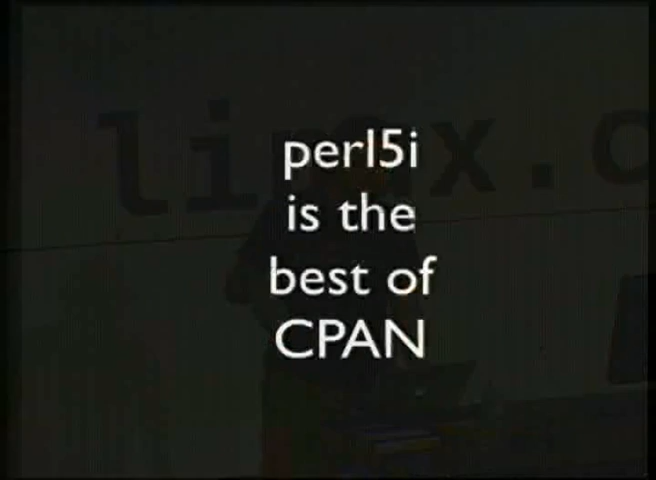 perl5i
is the
best of
CPAN